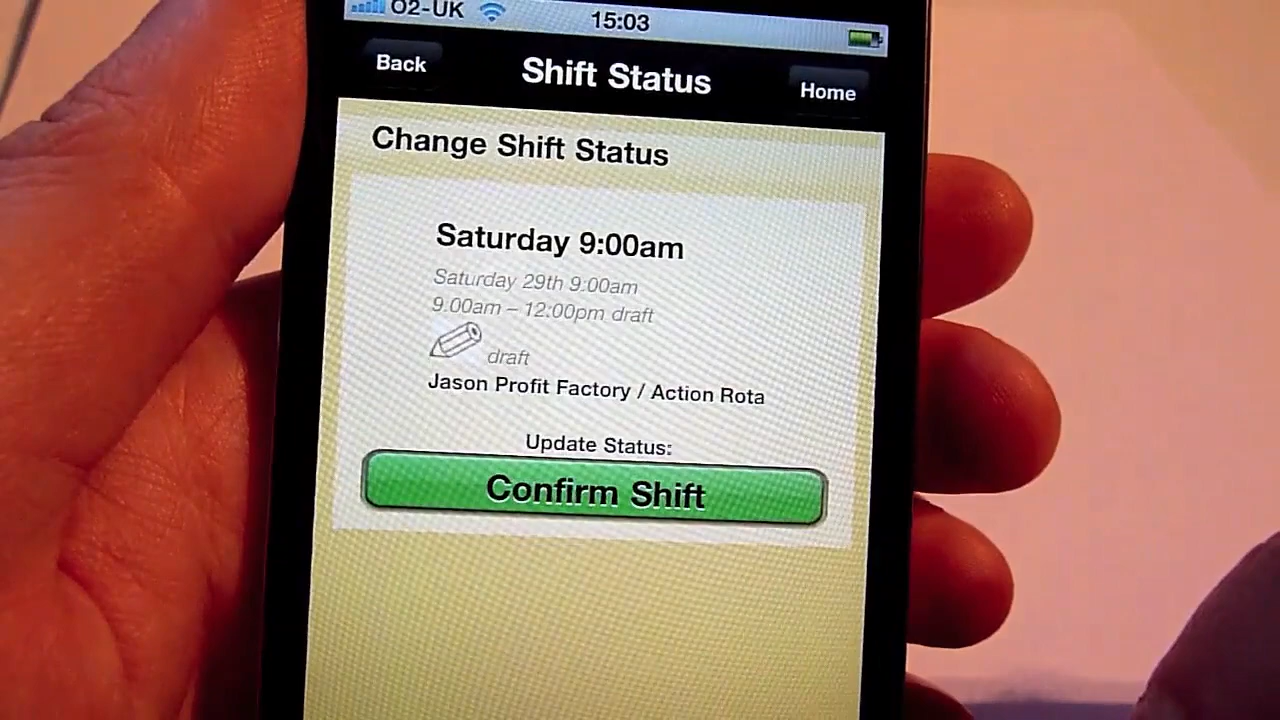 O2-UK 15:03
Back Shift Status Home
Change Shift Status
Saturday 9:00am
Saturday 29th 9:00am
9.00am – 12:00pm draft
draft
Jason Profit Factory / Action Rota
Update Status:
Confirm Shift